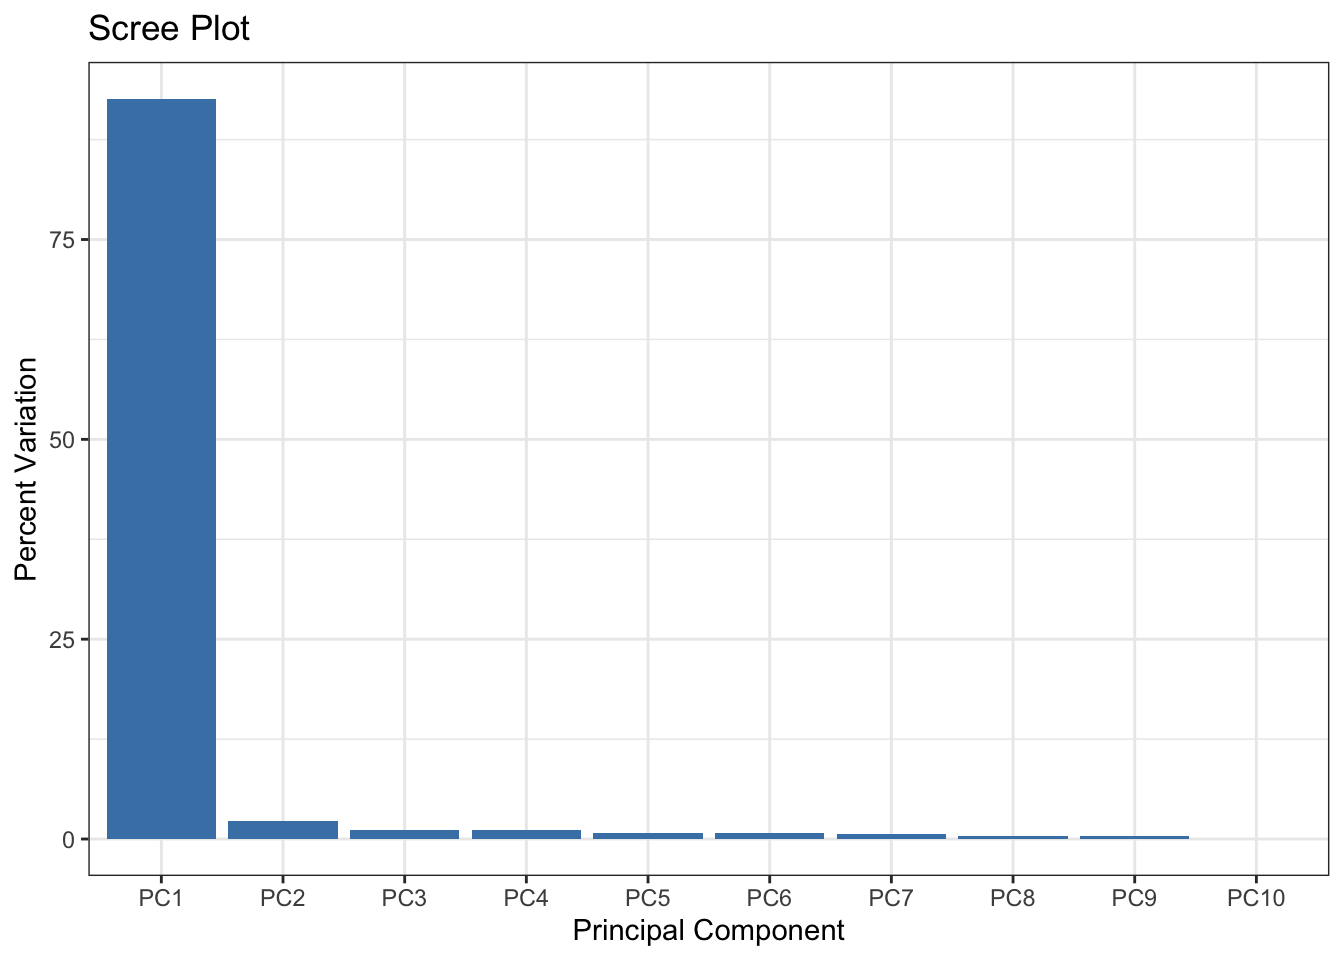 Scree Plot
Percent Variation
75
50
25
0
PC1 PC2 PC3 PC4 PC5 PC6 PC7 PC8 PC9 PC10
Principal Component